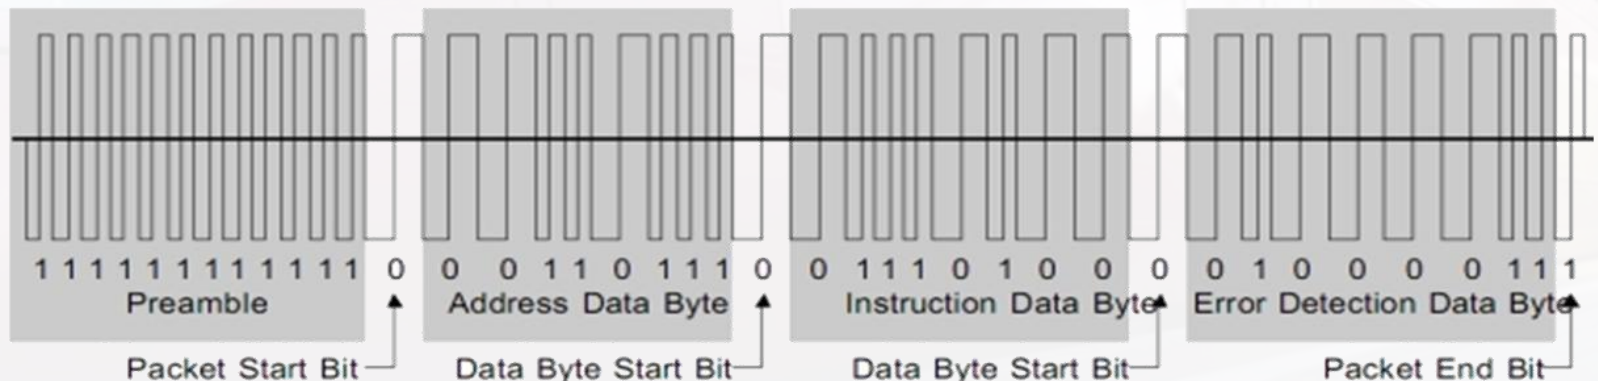 1 1 1 1 1 1 1 1 1 1 1 1 0 0 0 1 1 0 1 1 1 0 0 1 1 1 0 1 0 0 0 0 1 0 0 0 0 1 1 1
Preamble Address Data Byte Instruction Data Byte Error Detection Data Byte
Packet Start Bit Data Byte Start Bit Data Byte Start Bit Packet End Bit